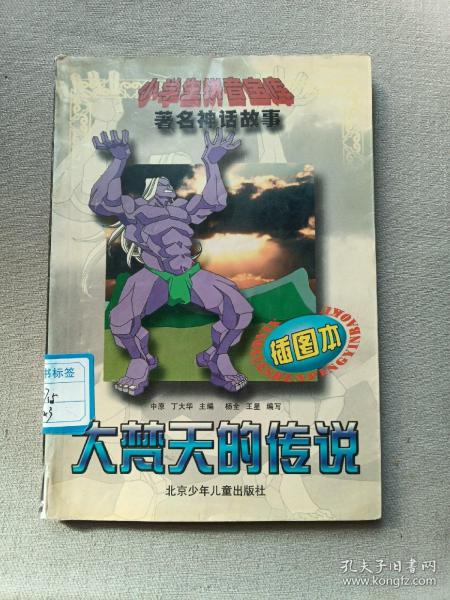 小学生拼音宝库
著名神话故事
插图本
书标签
中原 丁大华 主编 杨全 王星 编写
大梵天的传说
北京少年儿童出版社
孔夫子旧书网
www.kongfz.com